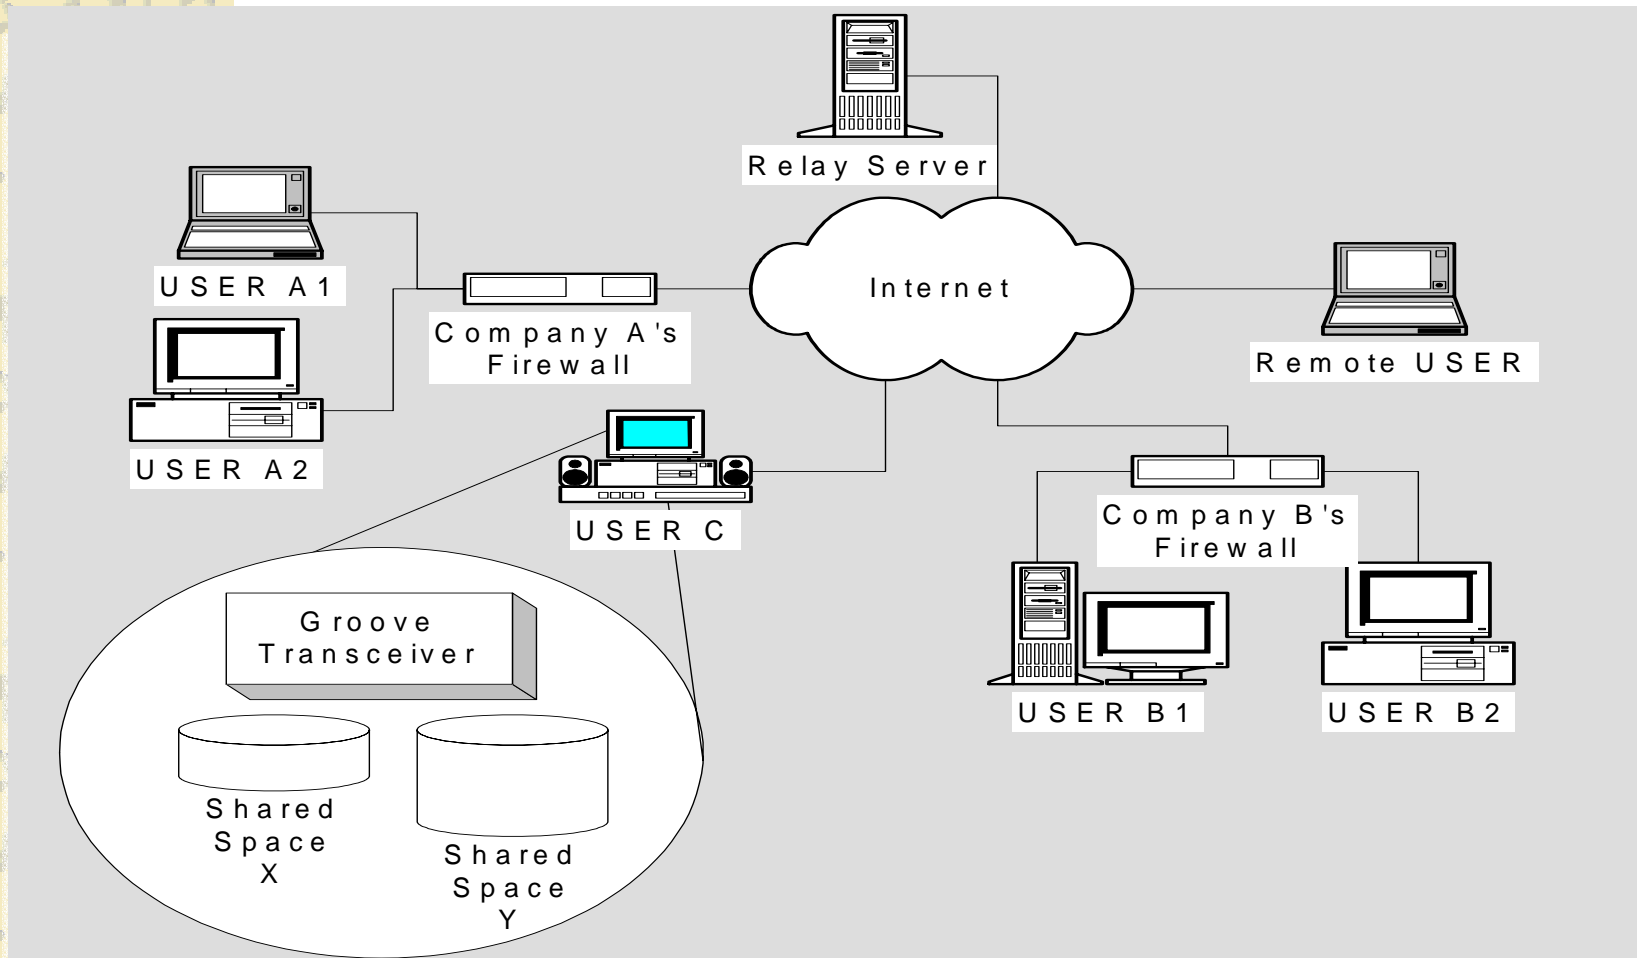 Relay Server
USER A1
Company A's
Firewall
Internet
Remote USER
USER A2
USER C
Company B's
Firewall
Groove
Transceiver
USER B1
USER B2
Shared
Space
X
Shared
Space
Y